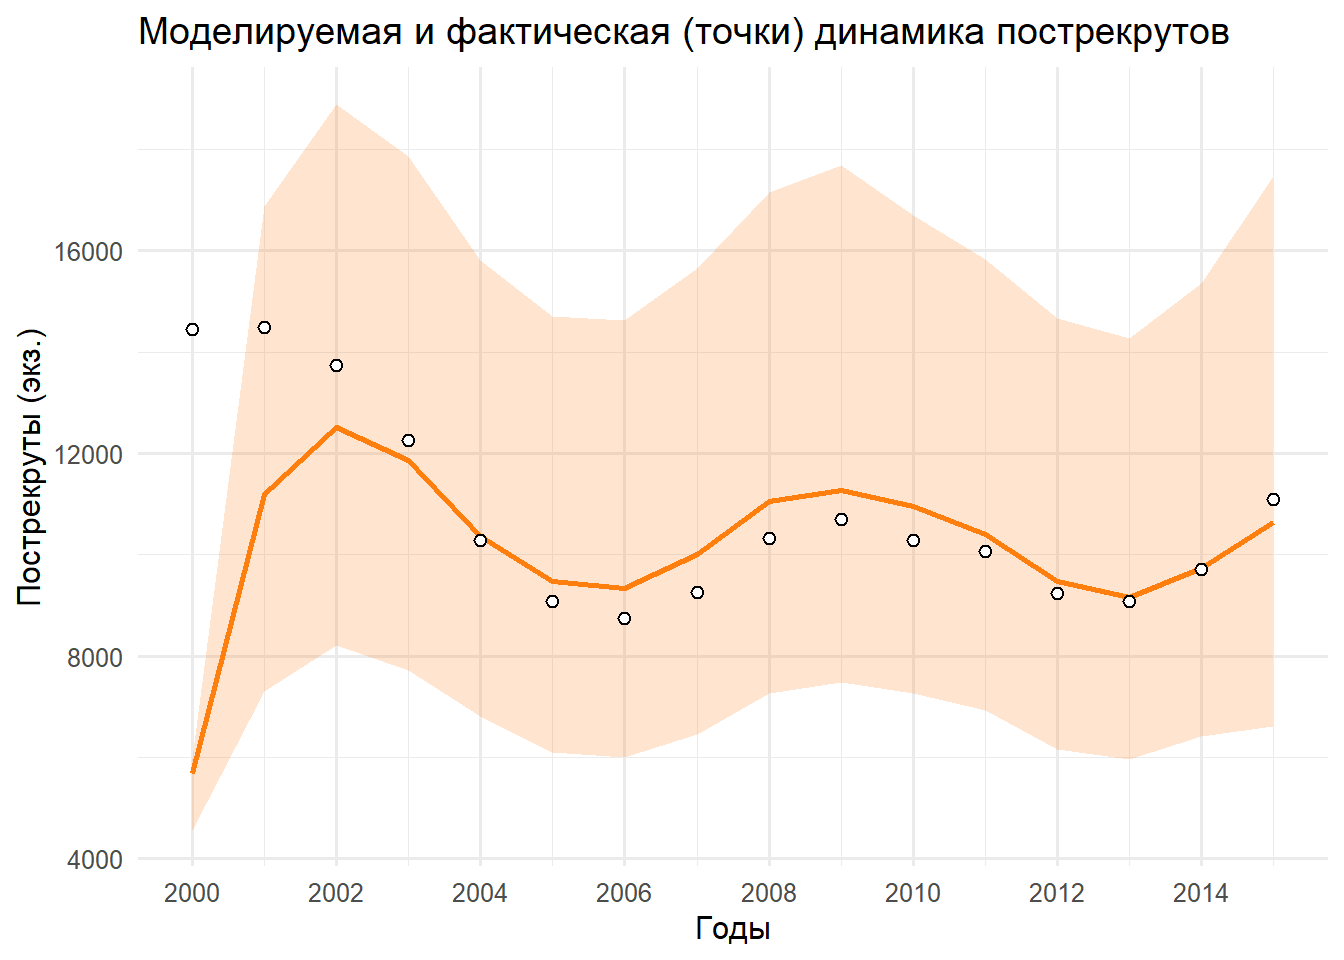 Моделируемая и фактическая (точки) динамика пострекрутов
Пострекруты (экз.)
16000
12000
8000
4000
2000 2002 2004 2006 2008 2010 2012 2014
Годы